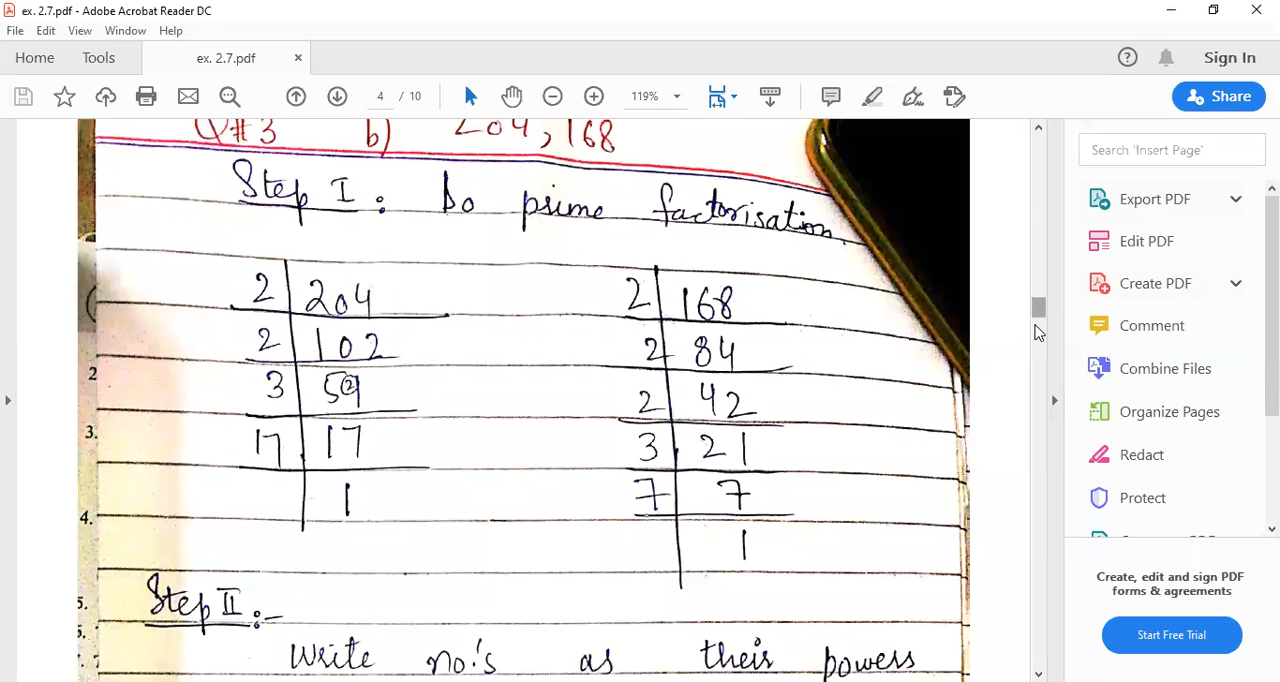 ex. 2.7.pdf - Adobe Acrobat Reader DC
File Edit View Window Help
Home Tools ex. 2.7.pdf × Sign In
4 / 10 119% Share
Q#3 b) 204, 168
Step I : Do prime factorisation.
2 204 2 168
2 102 2 84
3 2 42
17 17 3 21
1 7 7
1
2
3.
4.
5.
Step II :-
Write no.'s as their powers
Search 'Insert Page'
Export PDF
Edit PDF
Create PDF
Comment
Combine Files
Organize Pages
Redact
Protect
Create, edit and sign PDF
forms & agreements
Start Free Trial